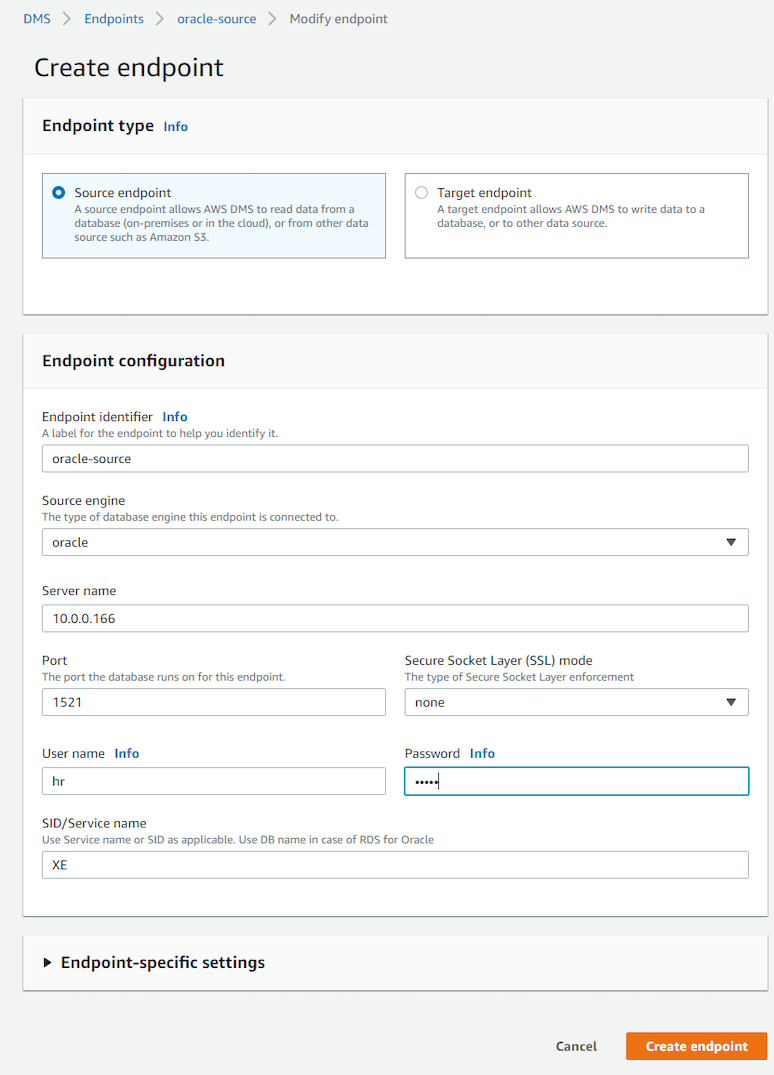 DMS > Endpoints > oracle-source > Modify endpoint
Create endpoint
Endpoint type Info
Source endpoint
A source endpoint allows AWS DMS to read data from a
database (on-premises or in the cloud), or from other data
source such as Amazon S3.
Target endpoint
A target endpoint allows AWS DMS to write data to a
database, or to other data source.
Endpoint configuration
Endpoint identifier Info
A label for the endpoint to help you identify it.
oracle-source
Source engine
The type of database engine this endpoint is connected to.
oracle
Server name
10.0.0.166
Port
The port the database runs on for this endpoint.
1521
Secure Socket Layer (SSL) mode
The type of Secure Socket Layer enforcement
none
User name Info
hr
Password Info
•••••
SID/Service name
Use Service name or SID as applicable. Use DB name in case of RDS for Oracle
XE
Endpoint-specific settings
Cancel
Create endpoint